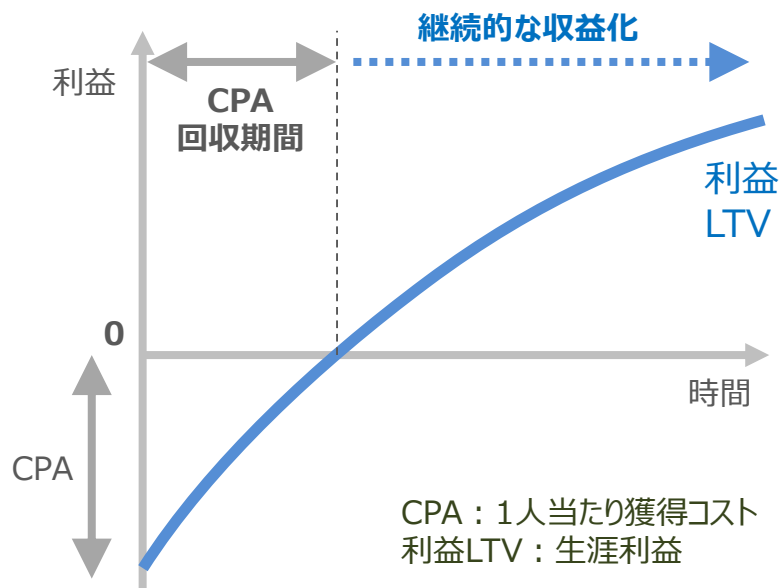 継続的な収益化
利益
CPA
回収期間
利益
LTV
0
時間
CPA
CPA：1人当たり獲得コスト
利益LTV：生涯利益